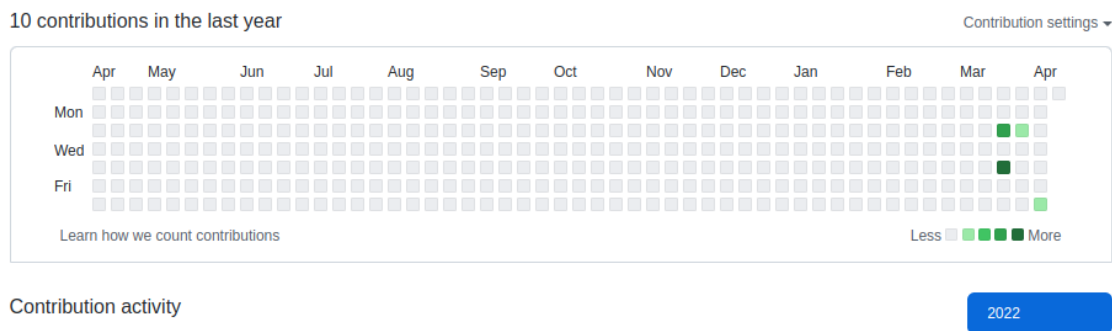 10 contributions in the last year
Contribution settings
Apr May Jun Jul Aug Sep Oct Nov Dec Jan Feb Mar Apr
Mon
Wed
Fri
Learn how we count contributions
Less More
Contribution activity
2022